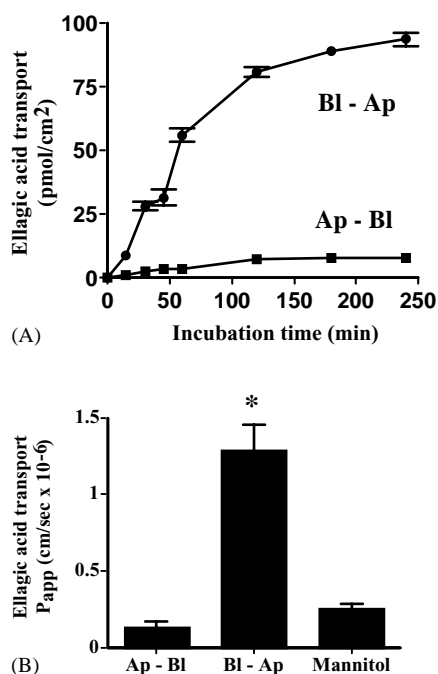 (A)
Ellagic acid transport
(pmol/cm²)
100
75
50
25
0
Bl - Ap
Ap - Bl
0 50 100 150 200 250
Incubation time (min)
(B)
Ellagic acid transport
Papp (cm/sec x 10-6)
1.5
1
0.5
0
*
Ap - Bl Bl - Ap Mannitol